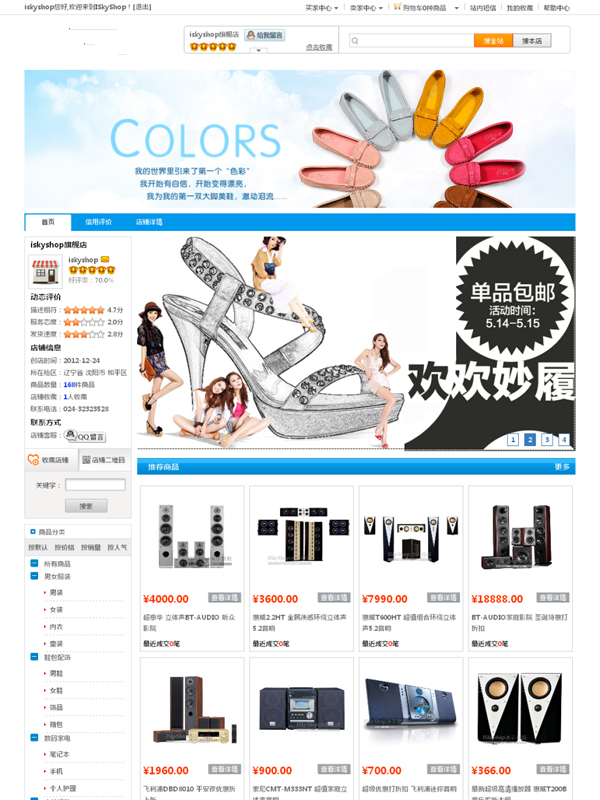 iskyshop您好,欢迎来到ISkyShop！[退出]
买家中心 卖家中心 购物车0种商品 站内短信 我的收藏 帮助中心
iskyshop旗舰店 给我留言
点击收藏
搜全站 搜本店
COLORS
我的世界里引来了第一个“色彩”
我开始有自信，开始变得漂亮，
我为我的第一双大脚美鞋，激动泪流......
首页 信用评价 店铺详情
iskyshop旗舰店
iskyshop
好评率：70.0%
动态评价
描述相符： 4.7分
服务态度： 2.0分
发货速度： 2.8分
店铺信息
创店时间：2012-12-24
所在地区：辽宁省 沈阳市 和平区
商品数量：168件商品
店铺收藏：1人收藏
联系电话：024-32323528
联系方式
店铺客服： QQ留言
收藏店铺 店铺二维码
关键字：
搜索
商品分类
按默认 按价格 按销量 按人气
所有商品
男女服装
男装
女装
内衣
童装
鞋包配饰
男鞋
女鞋
饰品
箱包
数码家电
笔记本
手机
个人护理
单品包邮
活动时间：
5.14-5.15
欢欢妙履
1 2 3 4
推荐商品 更多
¥4000.00 查看详情
超豪华 立体声BT-AUDIO 听众影院
最近成交0笔
¥3600.00 查看详情
惠威2.2HT 金属质感环绕立体声5.2音响
最近成交0笔
¥7990.00 查看详情
惠威T600HT 超值组合环绕立体声5.2音响
最近成交0笔
¥18888.00 查看详情
BT-AUDIO家庭影院 圣诞特惠打折扣
最近成交0笔
¥1960.00 查看详情
飞利浦DBD8010 平安夜优惠折上折
¥900.00 查看详情
索尼CMT-M333NT 超值家庭立体声音响
¥700.00 查看详情
超级优惠打折扣 飞利浦迷你音响
¥366.00 查看详情
最新超级高清播放器 惠威T200B